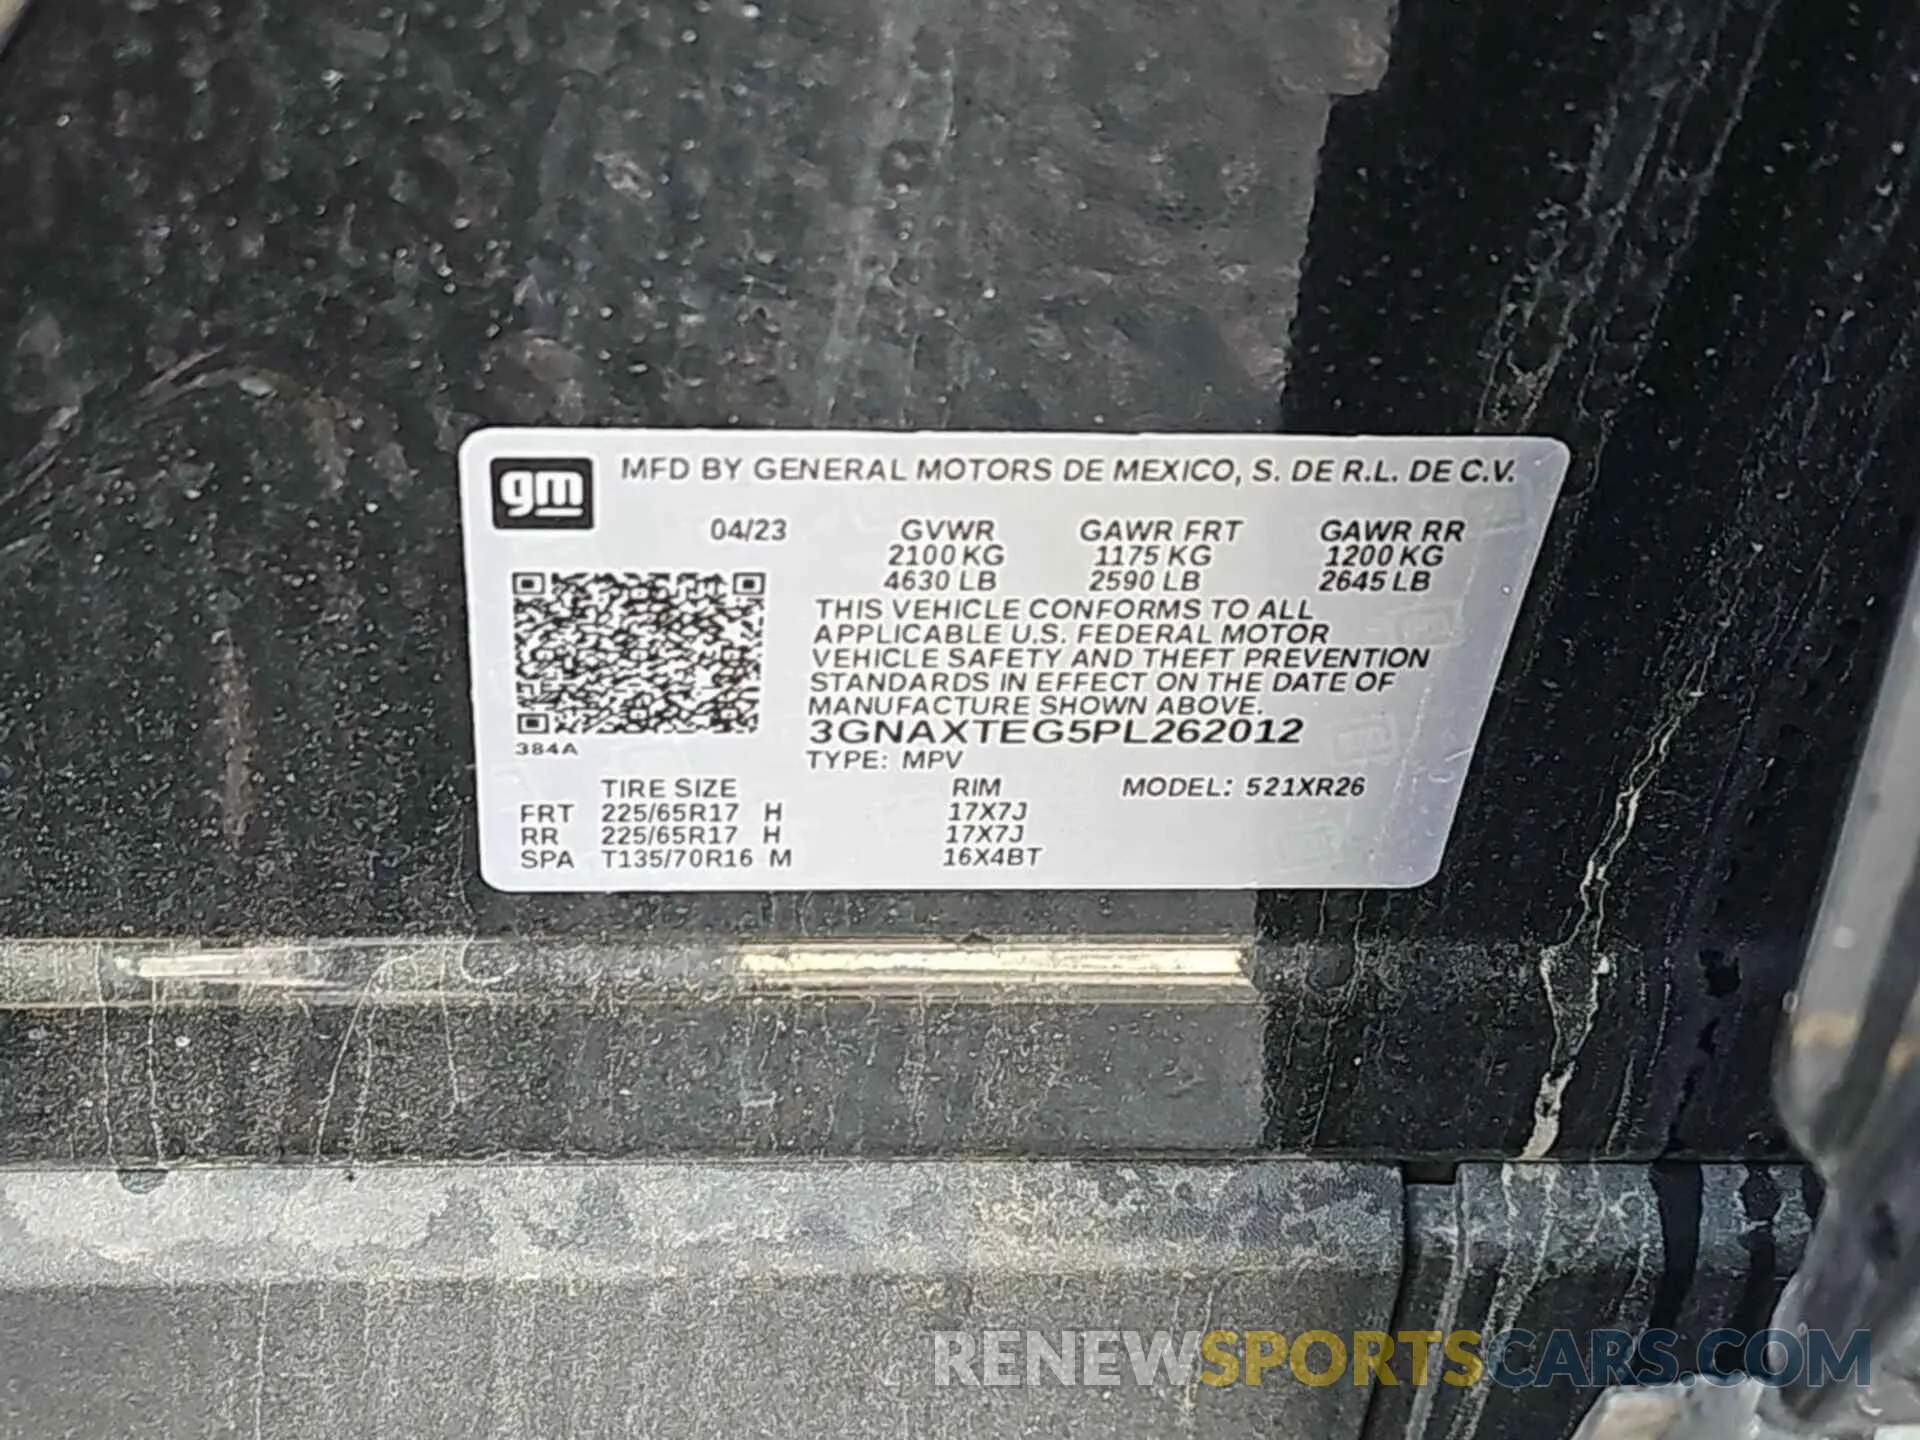 gm
MFD BY GENERAL MOTORS DE MEXICO, S. DE R.L. DE C.V.
04/23 GVWR GAWR FRT GAWR RR
2100 KG 1175 KG 1200 KG
4630 LB 2590 LB 2645 LB
THIS VEHICLE CONFORMS TO ALL
APPLICABLE U.S. FEDERAL MOTOR
VEHICLE SAFETY AND THEFT PREVENTION
STANDARDS IN EFFECT ON THE DATE OF
MANUFACTURE SHOWN ABOVE.
3GNAXTEG5PL262012
384A
TYPE: MPV
TIRE SIZE RIM MODEL: 521XR26
FRT 225/65R17 H 17X7J
RR 225/65R17 H 17X7J
SPA T135/70R16 M 16X4BT
RENEWSPORTSCARS.COM